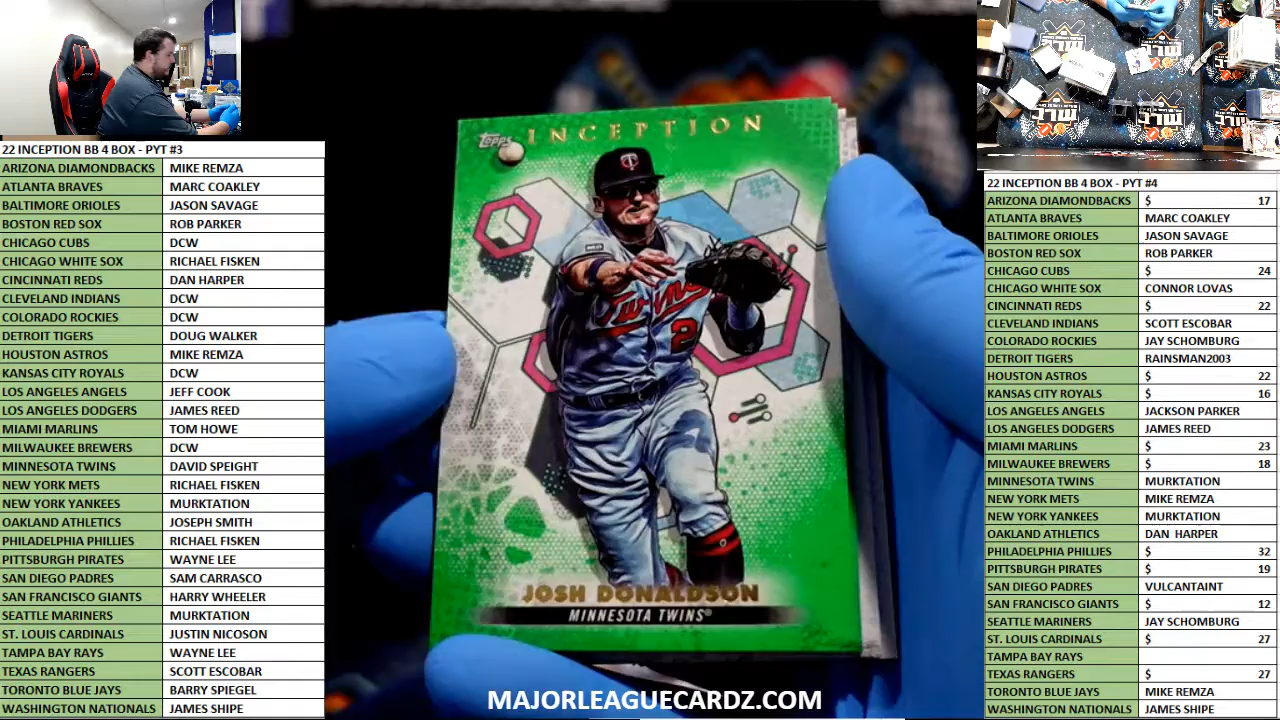 22 INCEPTION BB 4 BOX - PYT #3
ARIZONA DIAMONDBACKS MIKE REMZA
ATLANTA BRAVES MARC COAKLEY
BALTIMORE ORIOLES JASON SAVAGE
BOSTON RED SOX ROB PARKER
CHICAGO CUBS DCW
CHICAGO WHITE SOX RICHAEL FISKEN
CINCINNATI REDS DAN HARPER
CLEVELAND INDIANS DCW
COLORADO ROCKIES DCW
DETROIT TIGERS DOUG WALKER
HOUSTON ASTROS MIKE REMZA
KANSAS CITY ROYALS DCW
LOS ANGELES ANGELS JEFF COOK
LOS ANGELES DODGERS JAMES REED
MIAMI MARLINS TOM HOWE
MILWAUKEE BREWERS DCW
MINNESOTA TWINS DAVID SPEIGHT
NEW YORK METS RICHAEL FISKEN
NEW YORK YANKEES MURKTATION
OAKLAND ATHLETICS JOSEPH SMITH
PHILADELPHIA PHILLIES RICHAEL FISKEN
PITTSBURGH PIRATES WAYNE LEE
SAN DIEGO PADRES SAM CARRASCO
SAN FRANCISCO GIANTS HARRY WHEELER
SEATTLE MARINERS MURKTATION
ST. LOUIS CARDINALS JUSTIN NICOSON
TAMPA BAY RAYS WAYNE LEE
TEXAS RANGERS SCOTT ESCOBAR
TORONTO BLUE JAYS BARRY SPIEGEL
WASHINGTON NATIONALS JAMES SHIPE
Topps INCEPTION
Twins
2
JOSH DONALDSON
MINNESOTA TWINS®
MAJORLEAGUECARDZ.COM
22 INCEPTION BB 4 BOX - PYT #4
ARIZONA DIAMONDBACKS $ 17
ATLANTA BRAVES MARC COAKLEY
BALTIMORE ORIOLES JASON SAVAGE
BOSTON RED SOX ROB PARKER
CHICAGO CUBS $ 24
CHICAGO WHITE SOX CONNOR LOVAS
CINCINNATI REDS $ 22
CLEVELAND INDIANS SCOTT ESCOBAR
COLORADO ROCKIES JAY SCHOMBURG
DETROIT TIGERS RAINSMAN2003
HOUSTON ASTROS $ 22
KANSAS CITY ROYALS $ 16
LOS ANGELES ANGELS JACKSON PARKER
LOS ANGELES DODGERS JAMES REED
MIAMI MARLINS $ 23
MILWAUKEE BREWERS $ 18
MINNESOTA TWINS MURKTATION
NEW YORK METS MIKE REMZA
NEW YORK YANKEES MURKTATION
OAKLAND ATHLETICS DAN HARPER
PHILADELPHIA PHILLIES $ 32
PITTSBURGH PIRATES $ 19
SAN DIEGO PADRES VULCANTAINT
SAN FRANCISCO GIANTS $ 12
SEATTLE MARINERS JAY SCHOMBURG
ST. LOUIS CARDINALS $ 27
TAMPA BAY RAYS
TEXAS RANGERS $ 27
TORONTO BLUE JAYS MIKE REMZA
WASHINGTON NATIONALS JAMES SHIPE